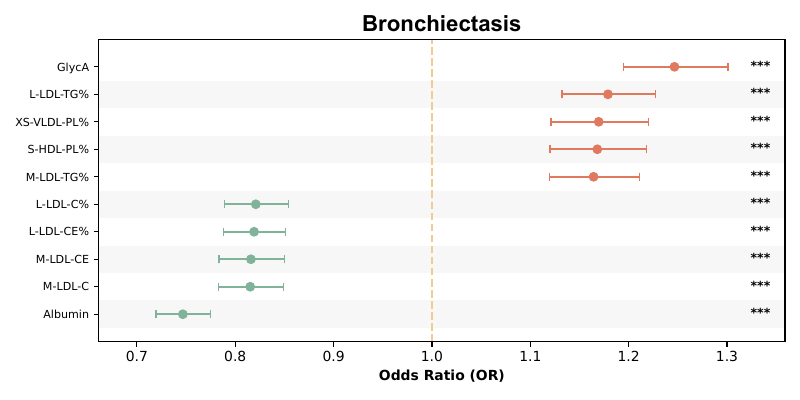 Bronchiectasis
GlycA ***
L-LDL-TG% ***
XS-VLDL-PL% ***
S-HDL-PL% ***
M-LDL-TG% ***
L-LDL-C% ***
L-LDL-CE% ***
M-LDL-CE ***
M-LDL-C ***
Albumin ***
0.7 0.8 0.9 1.0 1.1 1.2 1.3
Odds Ratio (OR)